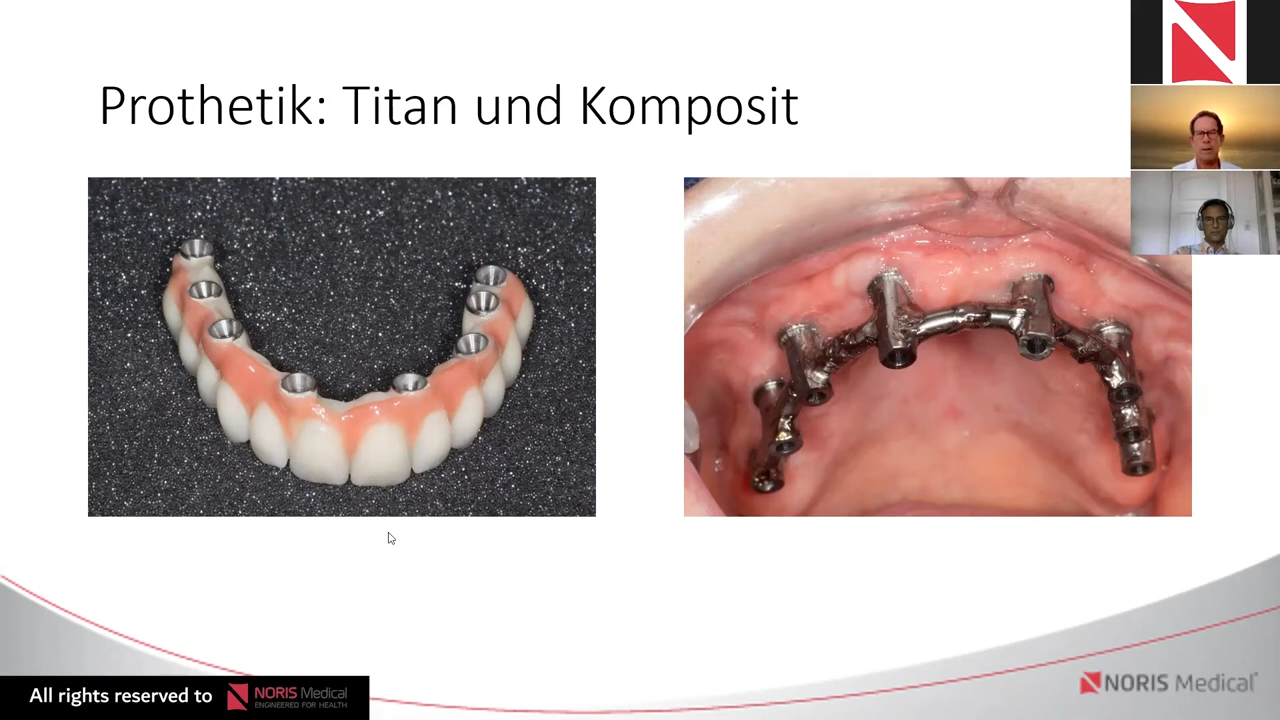 Prothetik: Titan und Komposit
All rights reserved to
NORIS Medical
ENGINEERED FOR HEALTH
NORIS Medical